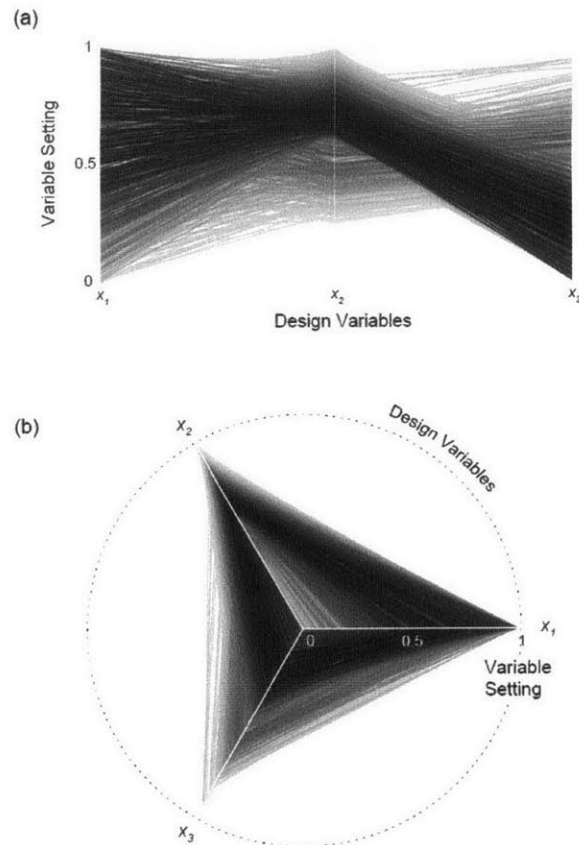 (a)
Variable Setting
1
0.5
0
x₁ x₂
Design Variables
(b)
Design Variables
x₂
x₁
0 0.5 1
Variable
Setting
x₃